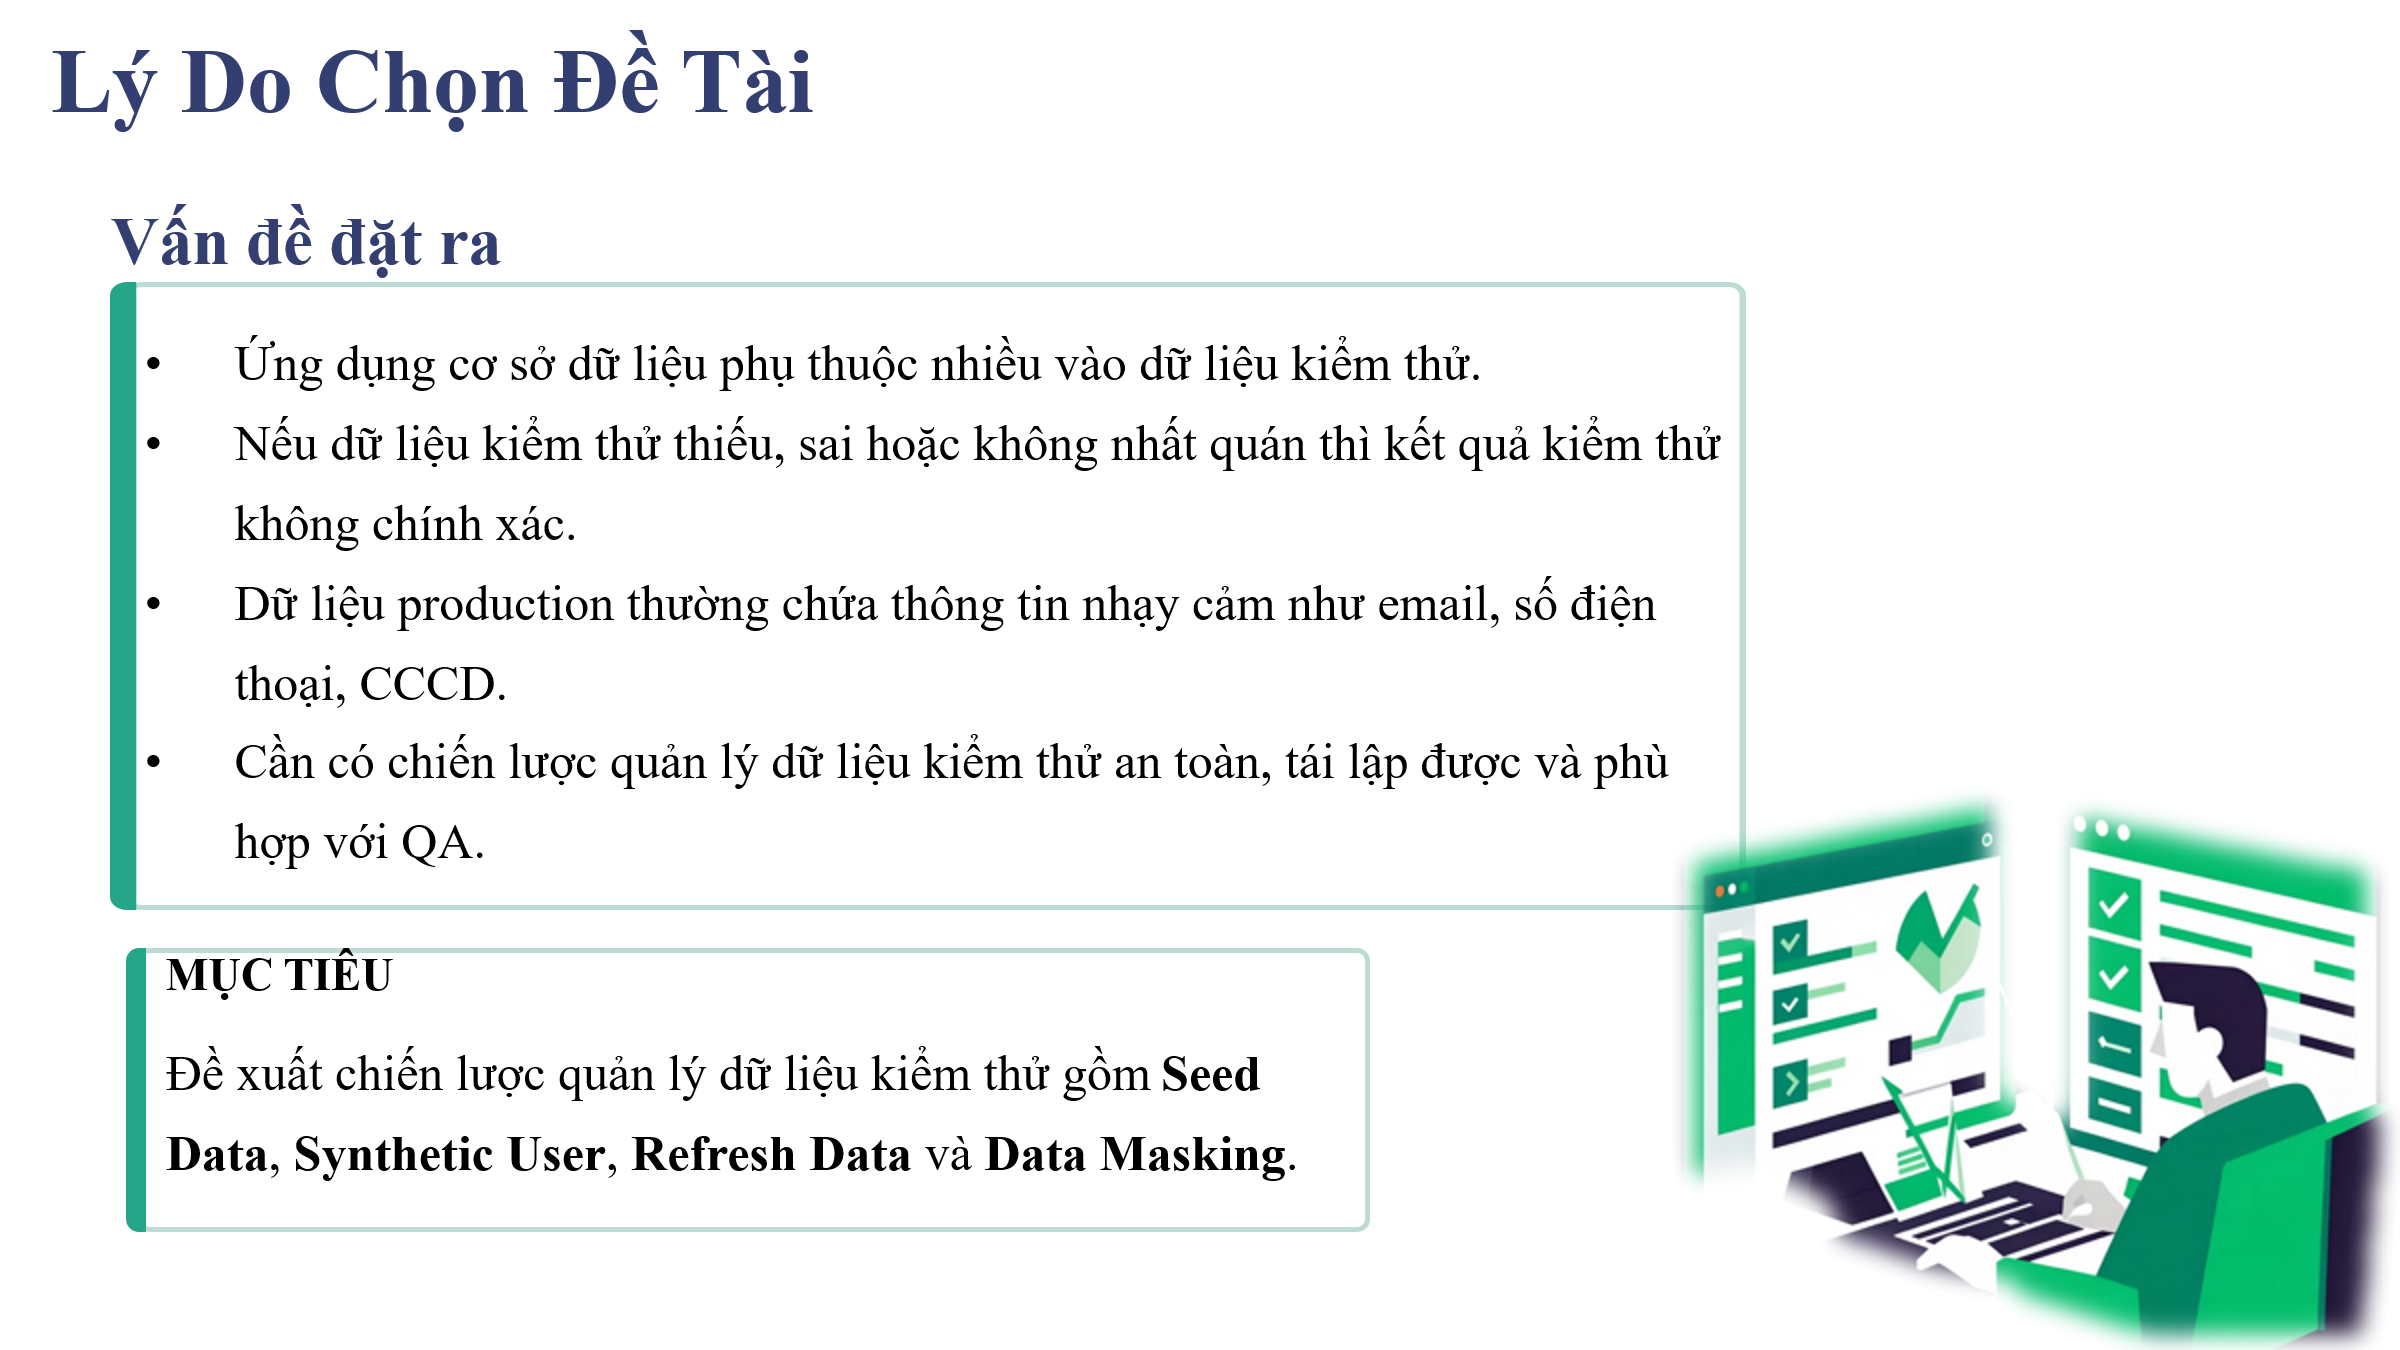 Lý Do Chọn Đề Tài
Vấn đề đặt ra
• Ứng dụng cơ sở dữ liệu phụ thuộc nhiều vào dữ liệu kiểm thử.
• Nếu dữ liệu kiểm thử thiếu, sai hoặc không nhất quán thì kết quả kiểm thử
không chính xác.
• Dữ liệu production thường chứa thông tin nhạy cảm như email, số điện
thoại, CCCD.
• Cần có chiến lược quản lý dữ liệu kiểm thử an toàn, tái lập được và phù
hợp với QA.
MỤC TIÊU
Đề xuất chiến lược quản lý dữ liệu kiểm thử gồm Seed
Data, Synthetic User, Refresh Data và Data Masking.